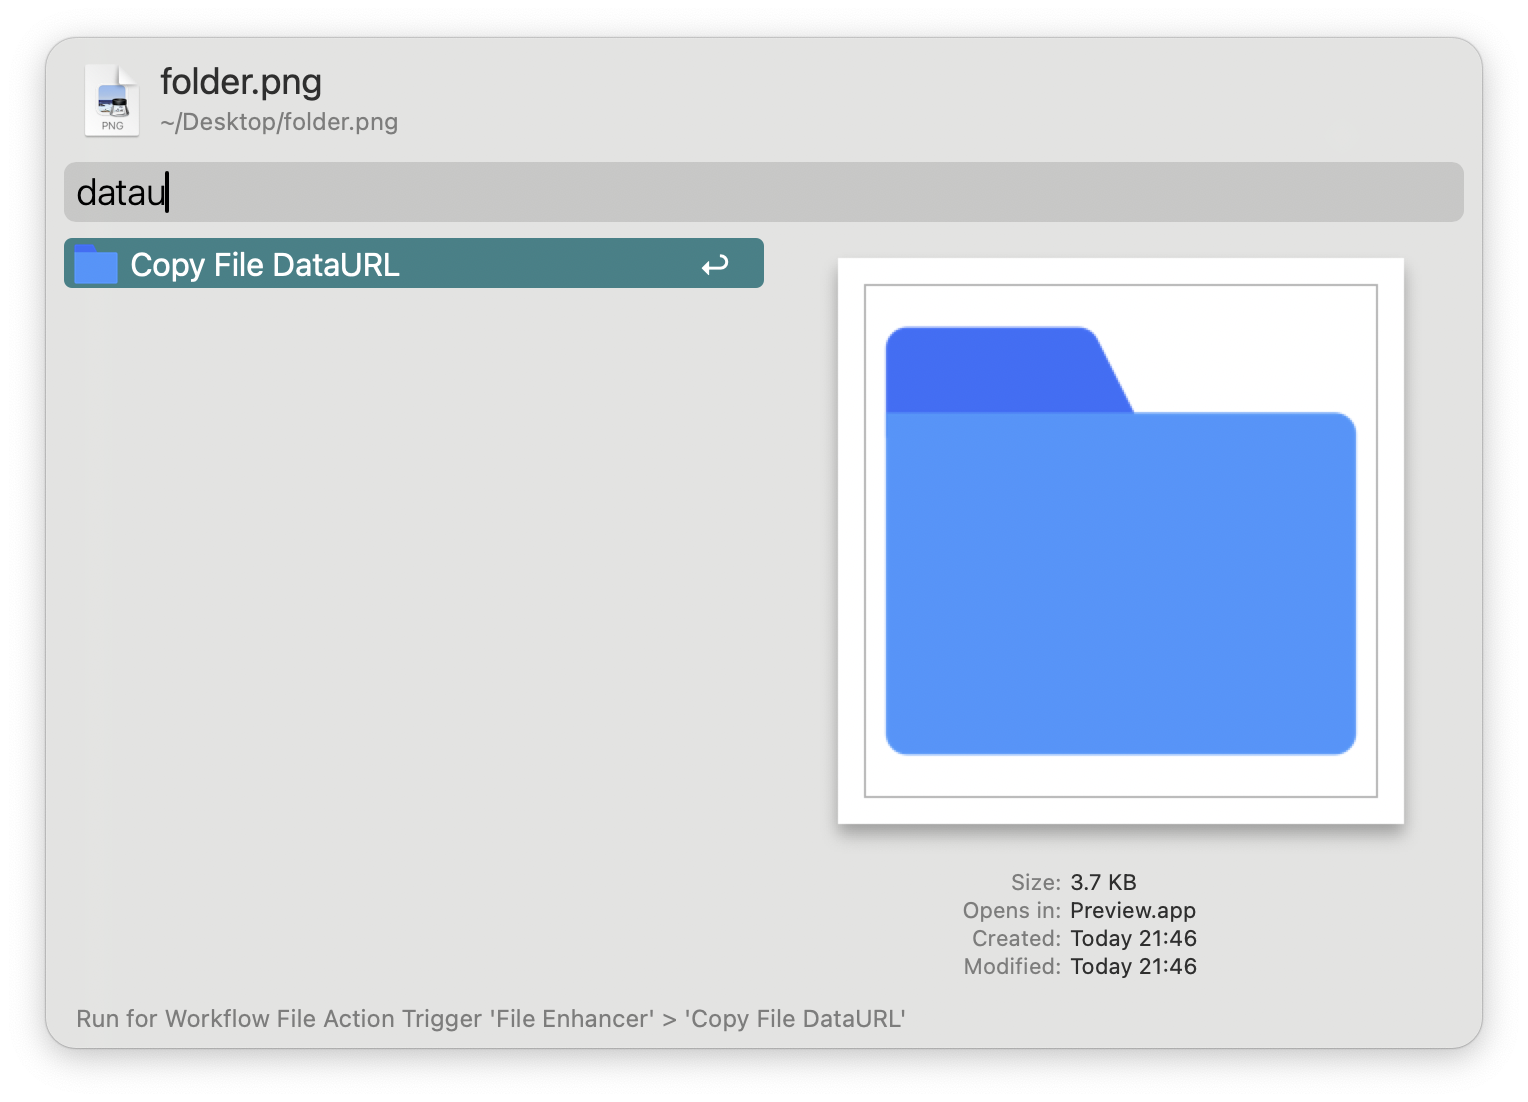 folder.png
~/Desktop/folder.png
PNG
datau
Copy File DataURL
Size: 3.7 KB
Opens in: Preview.app
Created: Today 21:46
Modified: Today 21:46
Run for Workflow File Action Trigger 'File Enhancer' > 'Copy File DataURL'